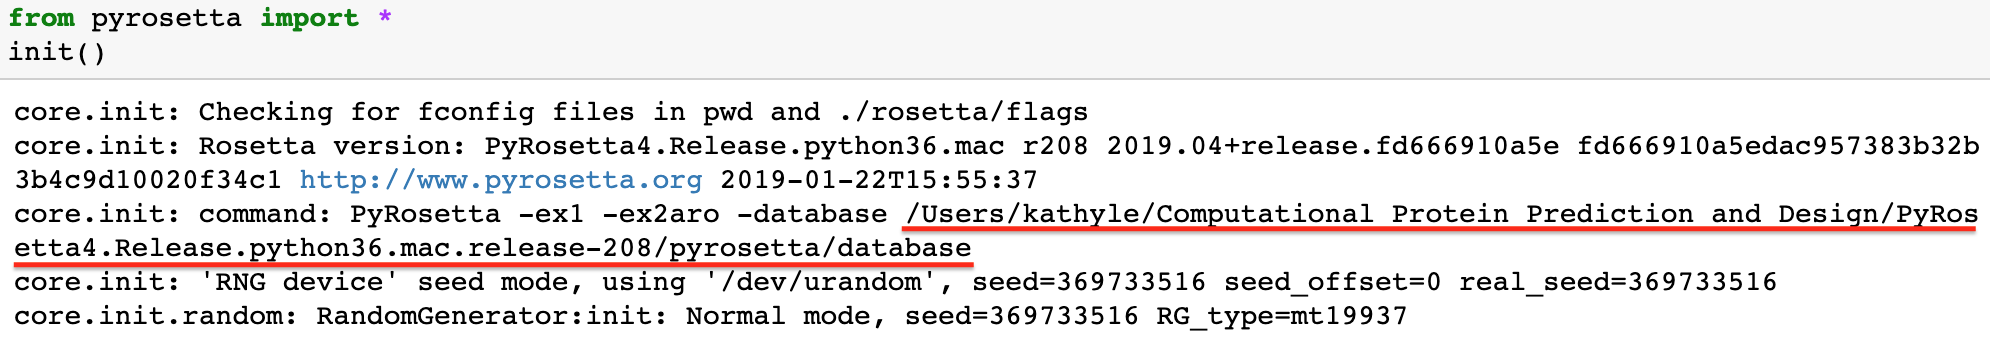 from pyrosetta import *
init()
core.init: Checking for fconfig files in pwd and ./rosetta/flags
core.init: Rosetta version: PyRosetta4.Release.python36.mac r208 2019.04+release.fd666910a5e fd666910a5edac957383b32b
3b4c9d10020f34c1 http://www.pyrosetta.org 2019-01-22T15:55:37
core.init: command: PyRosetta -ex1 -ex2aro -database /Users/kathyle/Computational Protein Prediction and Design/PyRos
etta4.Release.python36.mac.release-208/pyrosetta/database
core.init: 'RNG device' seed mode, using '/dev/urandom', seed=369733516 seed_offset=0 real_seed=369733516
core.init.random: RandomGenerator:init: Normal mode, seed=369733516 RG_type=mt19937